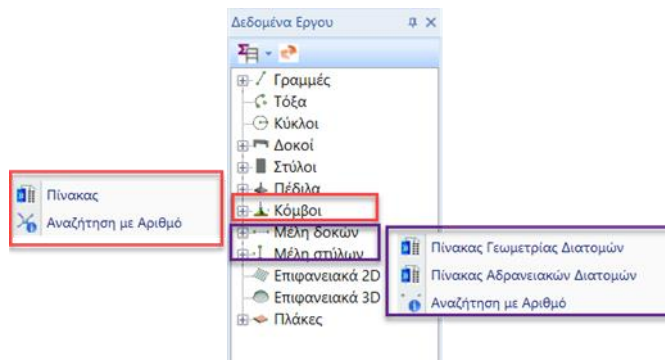 Δεδομένα Εργου
Γραμμές
Τόξα
Κύκλοι
Δοκοί
Στύλοι
Πέδιλα
Κόμβοι
Μέλη δοκών
Μέλη στύλων
Επιφανειακά 2D
Επιφανειακά 3D
Πλάκες
Πίνακας
Αναζήτηση με Αριθμό
Πίνακας Γεωμετρίας Διατομών
Πίνακας Αδρανειακών Διατομών
Αναζήτηση με Αριθμό